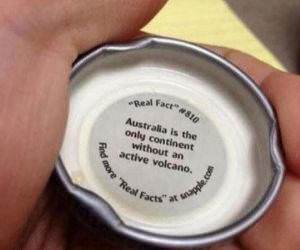 "Real Fact" #810
Australia is the
only continent
without an
active volcano.
Find more "Real Facts" at snapple.com